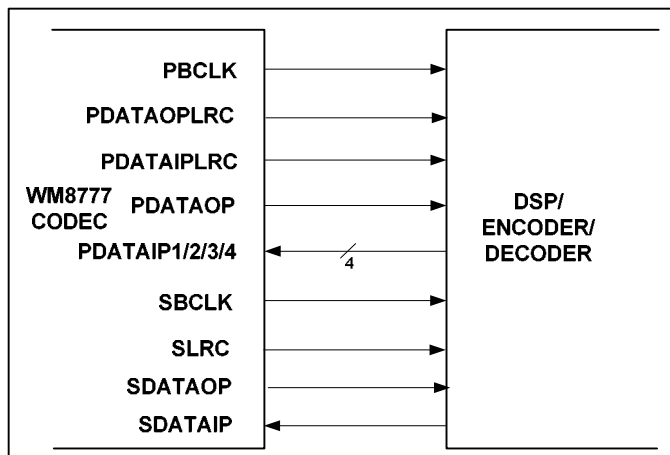 PBCLK
PDATAOPLRC
PDATAIPLRC
WM8777
CODEC
PDATAOP
PDATAIP1/2/3/4
4
SBCLK
SLRC
SDATAOP
SDATAIP
DSP/
ENCODER/
DECODER